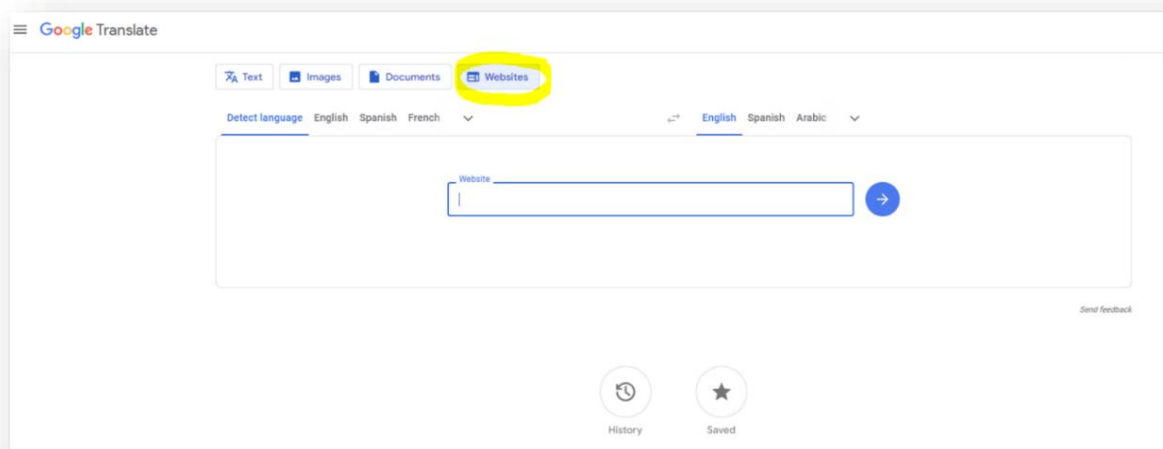 Google Translate
Text Images Documents Websites
Detect language English Spanish French English Spanish Arabic
Website
Send feedback
History Saved